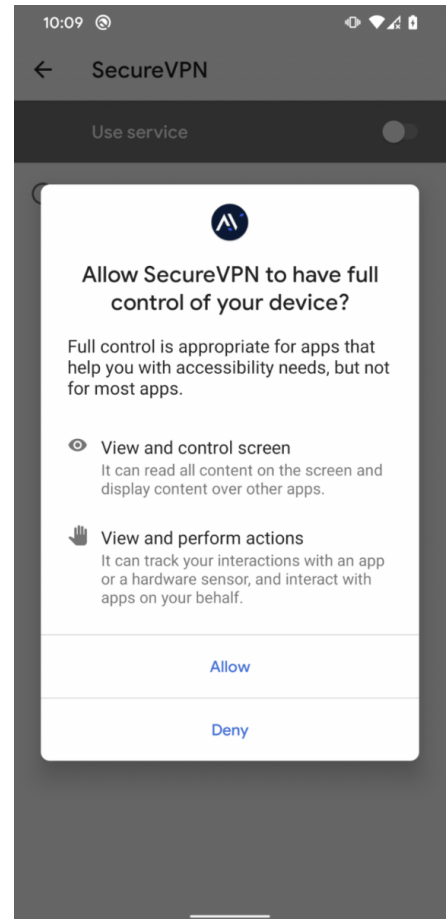 10:09
SecureVPN
Use service
Allow SecureVPN to have full
control of your device?
Full control is appropriate for apps that
help you with accessibility needs, but not
for most apps.
View and control screen
It can read all content on the screen and
display content over other apps.
View and perform actions
It can track your interactions with an app
or a hardware sensor, and interact with
apps on your behalf.
Allow
Deny